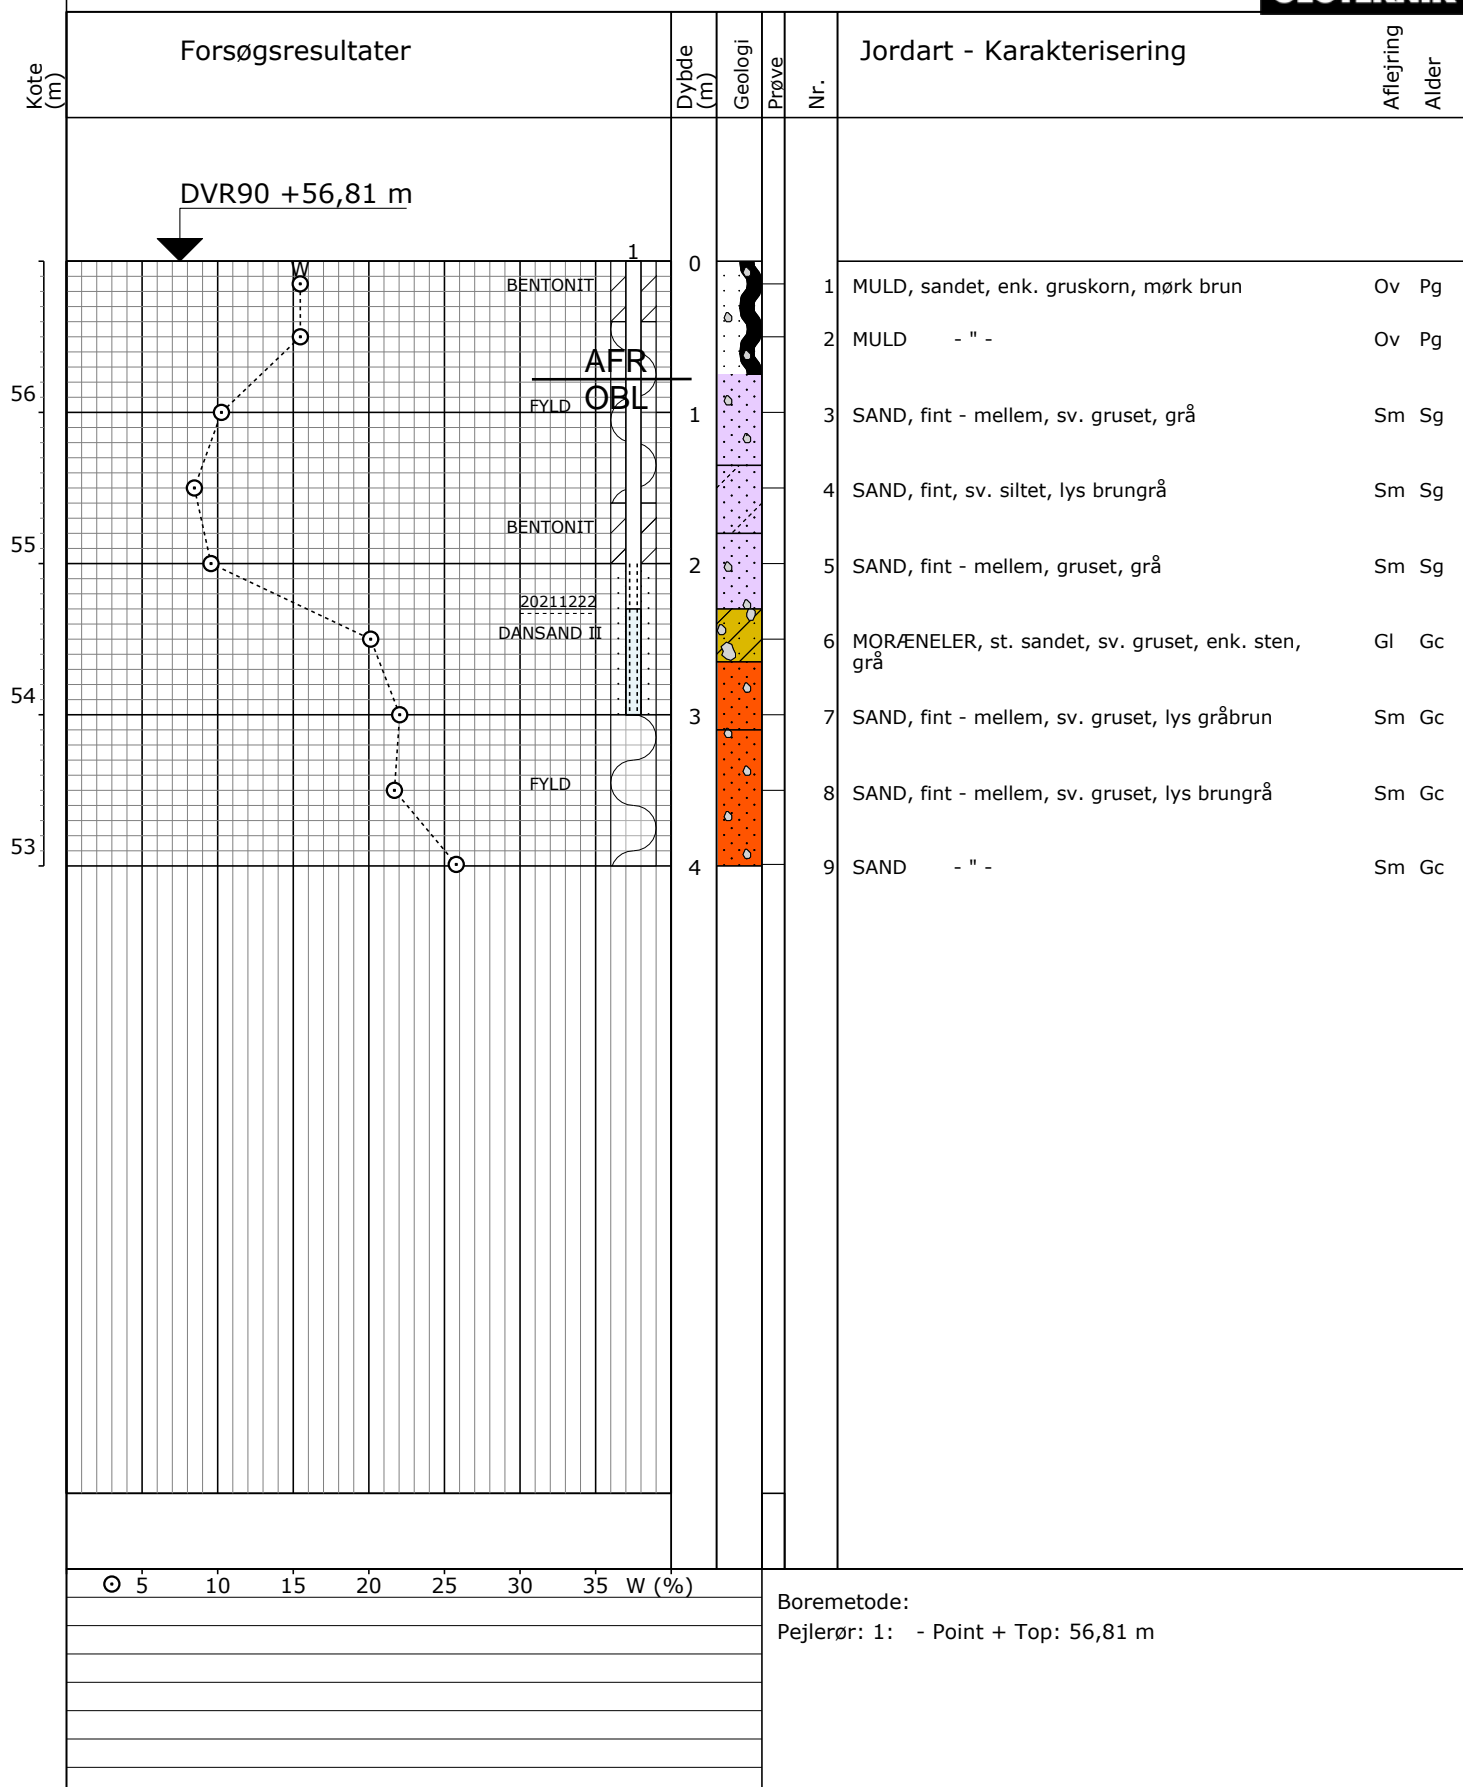 Kote (m)
Forsøgsresultater
Dybde (m)
Geologi
Prøve
Nr.
Jordart - Karakterisering
Aflejring
Alder
DVR90 +56,81 m
1
W
0
BENTONIT
1 MULD, sandet, enk. gruskorn, mørk brun Ov Pg
2 MULD - " - Ov Pg
AFR
OBL
56
FYLD
1
3 SAND, fint - mellem, sv. gruset, grå Sm Sg
4 SAND, fint, sv. siltet, lys brungrå Sm Sg
BENTONIT
55
2
5 SAND, fint - mellem, gruset, grå Sm Sg
20211222
DANSAND II
6 MORÆNELER, st. sandet, sv. gruset, enk. sten, Gl Gc
grå
54
3
7 SAND, fint - mellem, sv. gruset, lys gråbrun Sm Gc
FYLD
8 SAND, fint - mellem, sv. gruset, lys brungrå Sm Gc
53
4
9 SAND - " - Sm Gc
5 10 15 20 25 30 35 W (%)
Boremetode:
Pejlerør: 1: - Point + Top: 56,81 m